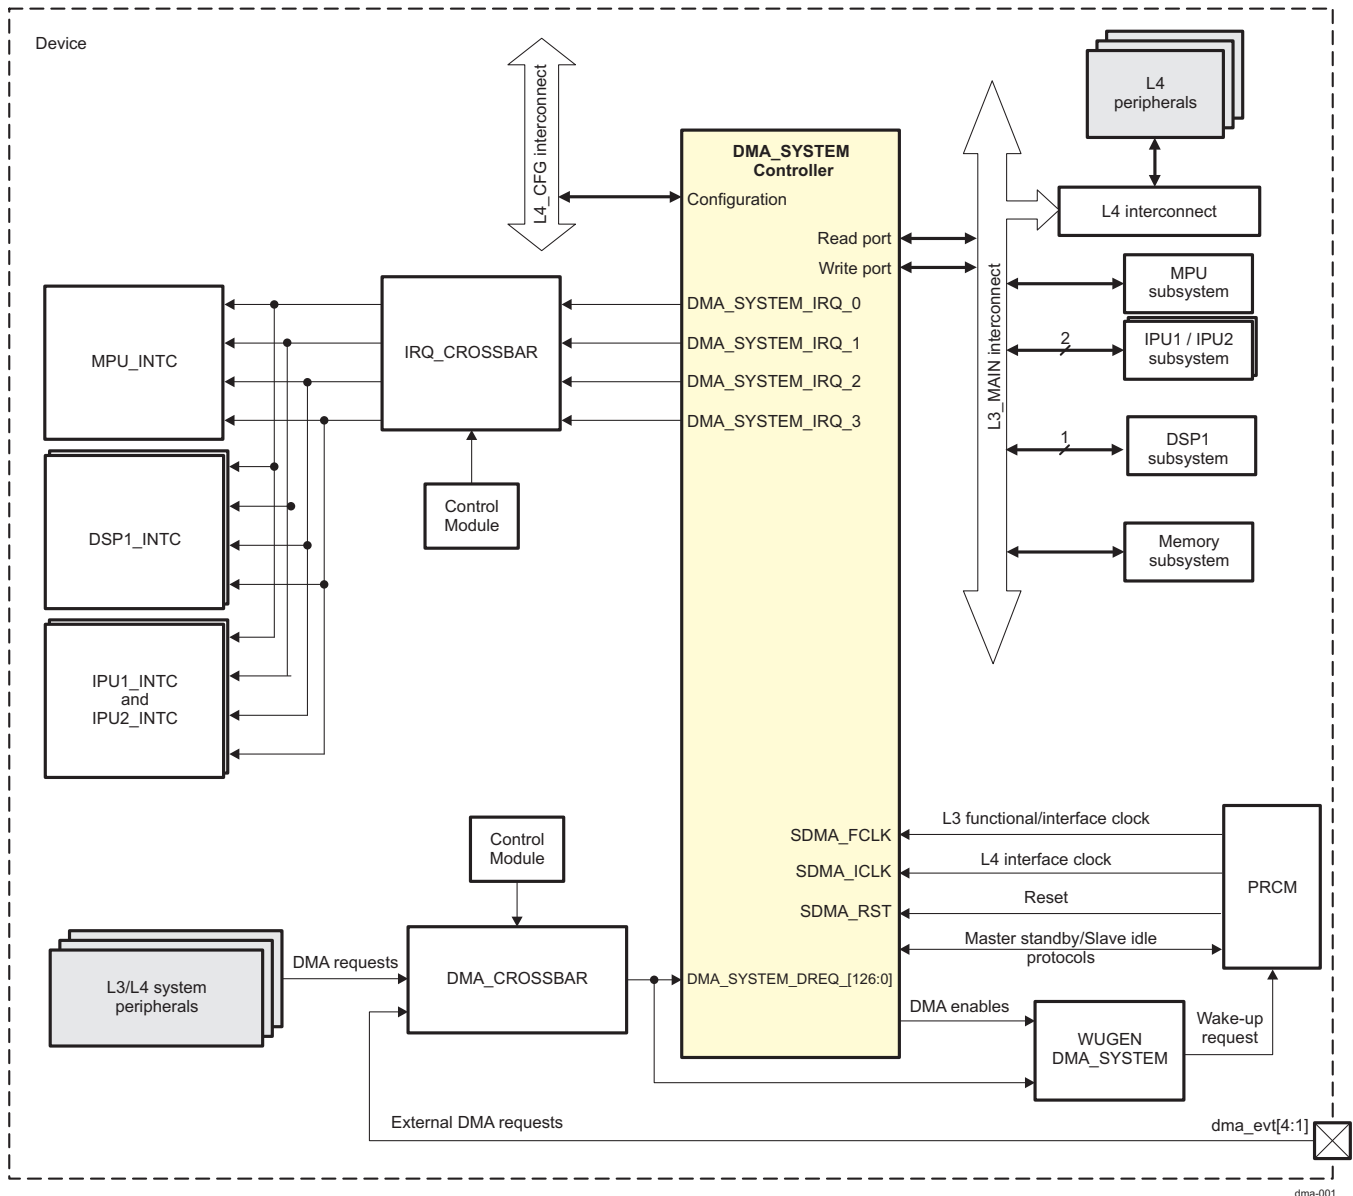 Device
L4_CFG interconnect
DMA_SYSTEM
Controller
Configuration
Read port
Write port
DMA_SYSTEM_IRQ_0
DMA_SYSTEM_IRQ_1
DMA_SYSTEM_IRQ_2
DMA_SYSTEM_IRQ_3
L3_MAIN interconnect
L4
peripherals
L4 interconnect
MPU
subsystem
2
IPU1 / IPU2
subsystem
1
DSP1
subsystem
Memory
subsystem
MPU_INTC
IRQ_CROSSBAR
Control
Module
DSP1_INTC
IPU1_INTC
and
IPU2_INTC
Control
Module
L3/L4 system
peripherals
DMA requests
DMA_CROSSBAR
SDMA_FCLK
SDMA_ICLK
SDMA_RST
DMA_SYSTEM_DREQ_[126:0]
L3 functional/interface clock
L4 interface clock
Reset
Master standby/Slave idle
protocols
PRCM
DMA enables
WUGEN
DMA_SYSTEM
Wake-up
request
External DMA requests
dma_evt[4:1]
dma-001